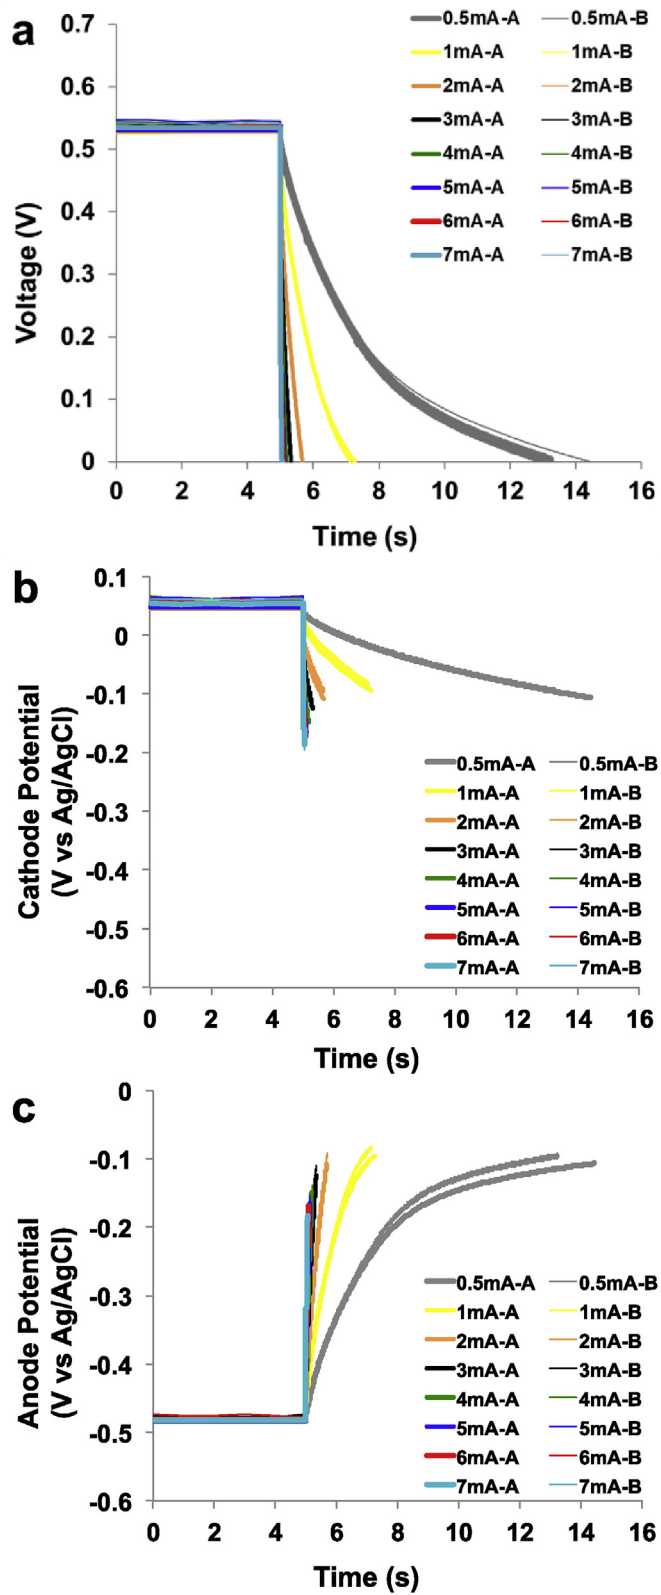 a
0.5mA-A 0.5mA-B
1mA-A 1mA-B
2mA-A 2mA-B
3mA-A 3mA-B
4mA-A 4mA-B
5mA-A 5mA-B
6mA-A 6mA-B
7mA-A 7mA-B
Voltage (V)
0.7
0.6
0.5
0.4
0.3
0.2
0.1
0
0 2 4 6 8 10 12 14 16
Time (s)
b
Cathode Potential
(V vs Ag/AgCl)
0.1
0
-0.1
-0.2
-0.3
-0.4
-0.5
-0.6
0.5mA-A 0.5mA-B
1mA-A 1mA-B
2mA-A 2mA-B
3mA-A 3mA-B
4mA-A 4mA-B
5mA-A 5mA-B
6mA-A 6mA-B
7mA-A 7mA-B
0 2 4 6 8 10 12 14 16
Time (s)
c
Anode Potential
(V vs Ag/AgCl)
0
-0.1
-0.2
-0.3
-0.4
-0.5
-0.6
0.5mA-A 0.5mA-B
1mA-A 1mA-B
2mA-A 2mA-B
3mA-A 3mA-B
4mA-A 4mA-B
5mA-A 5mA-B
6mA-A 6mA-B
7mA-A 7mA-B
0 2 4 6 8 10 12 14 16
Time (s)